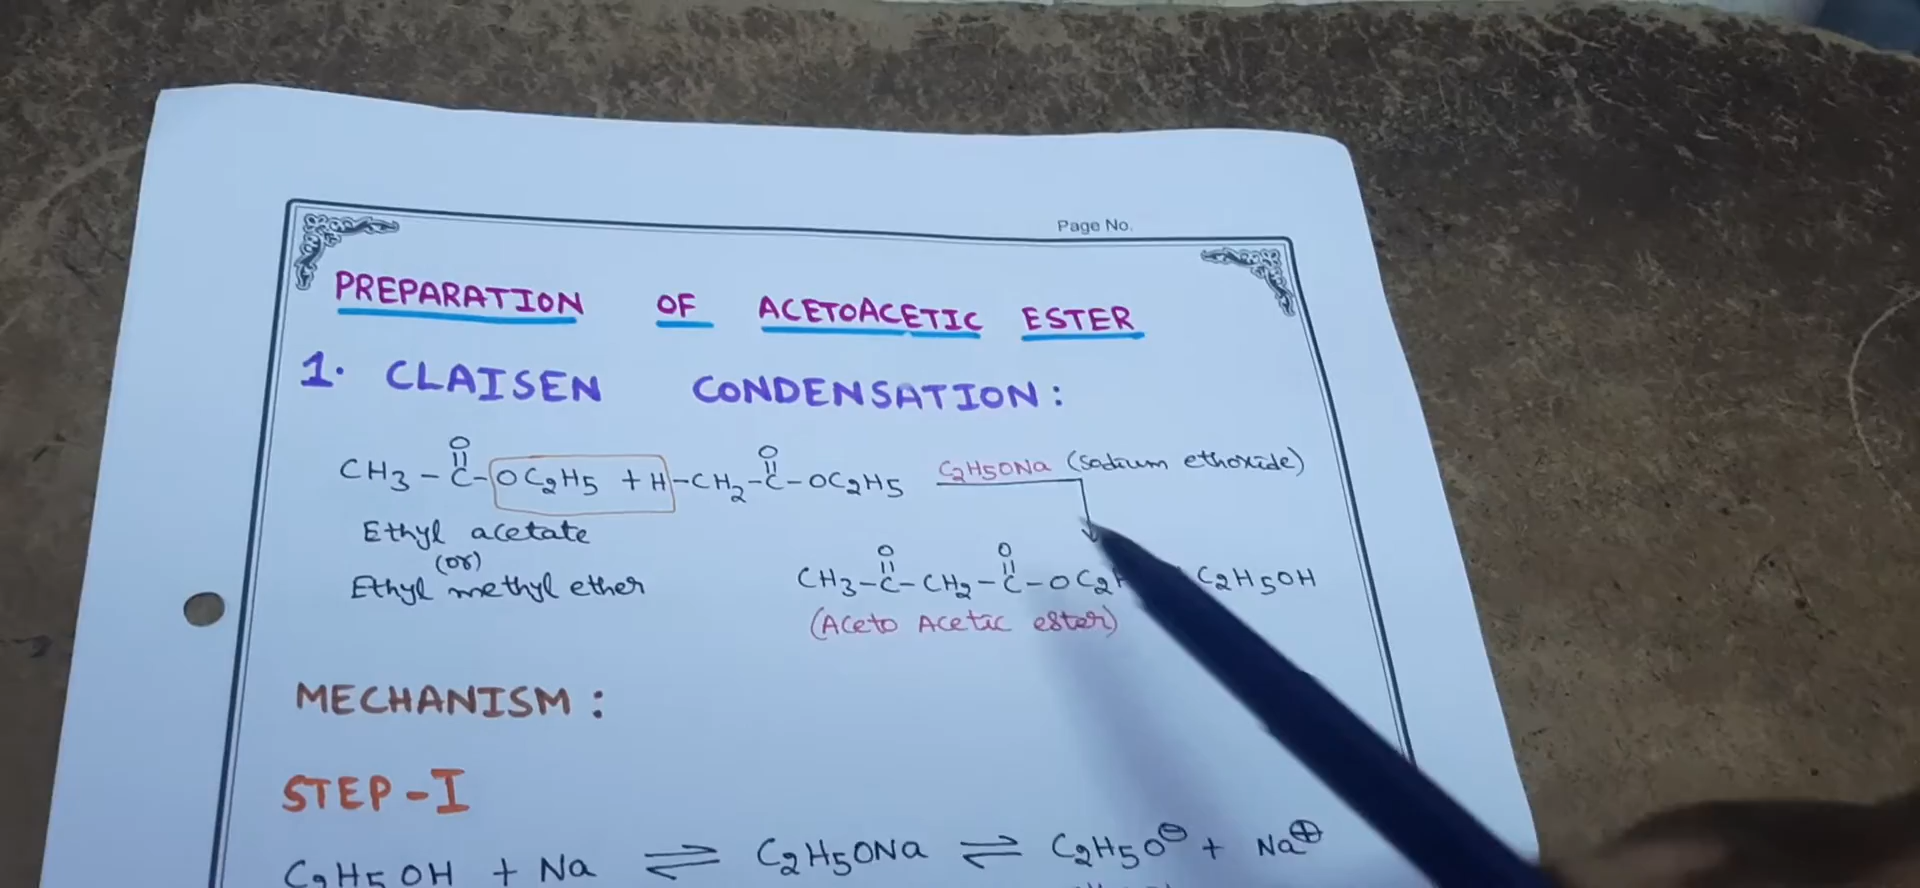 Page No.
PREPARATION OF ACETOACETIC ESTER
1. CLAISEN CONDENSATION:
O O
CH3 – C – OC2H5 + H – CH2 – C – OC2H5 C2H5ONa (Sodium ethoxide)
Ethyl acetate
(or)
Ethyl methyl ether
O O
CH3 – C – CH2 – C – OC2H C2H5OH
(Aceto Acetic ester)
MECHANISM:
STEP - I
C2H5OH + Na ⇌ C2H5ONa ⇌ C2H5O⊖ + Na⊕